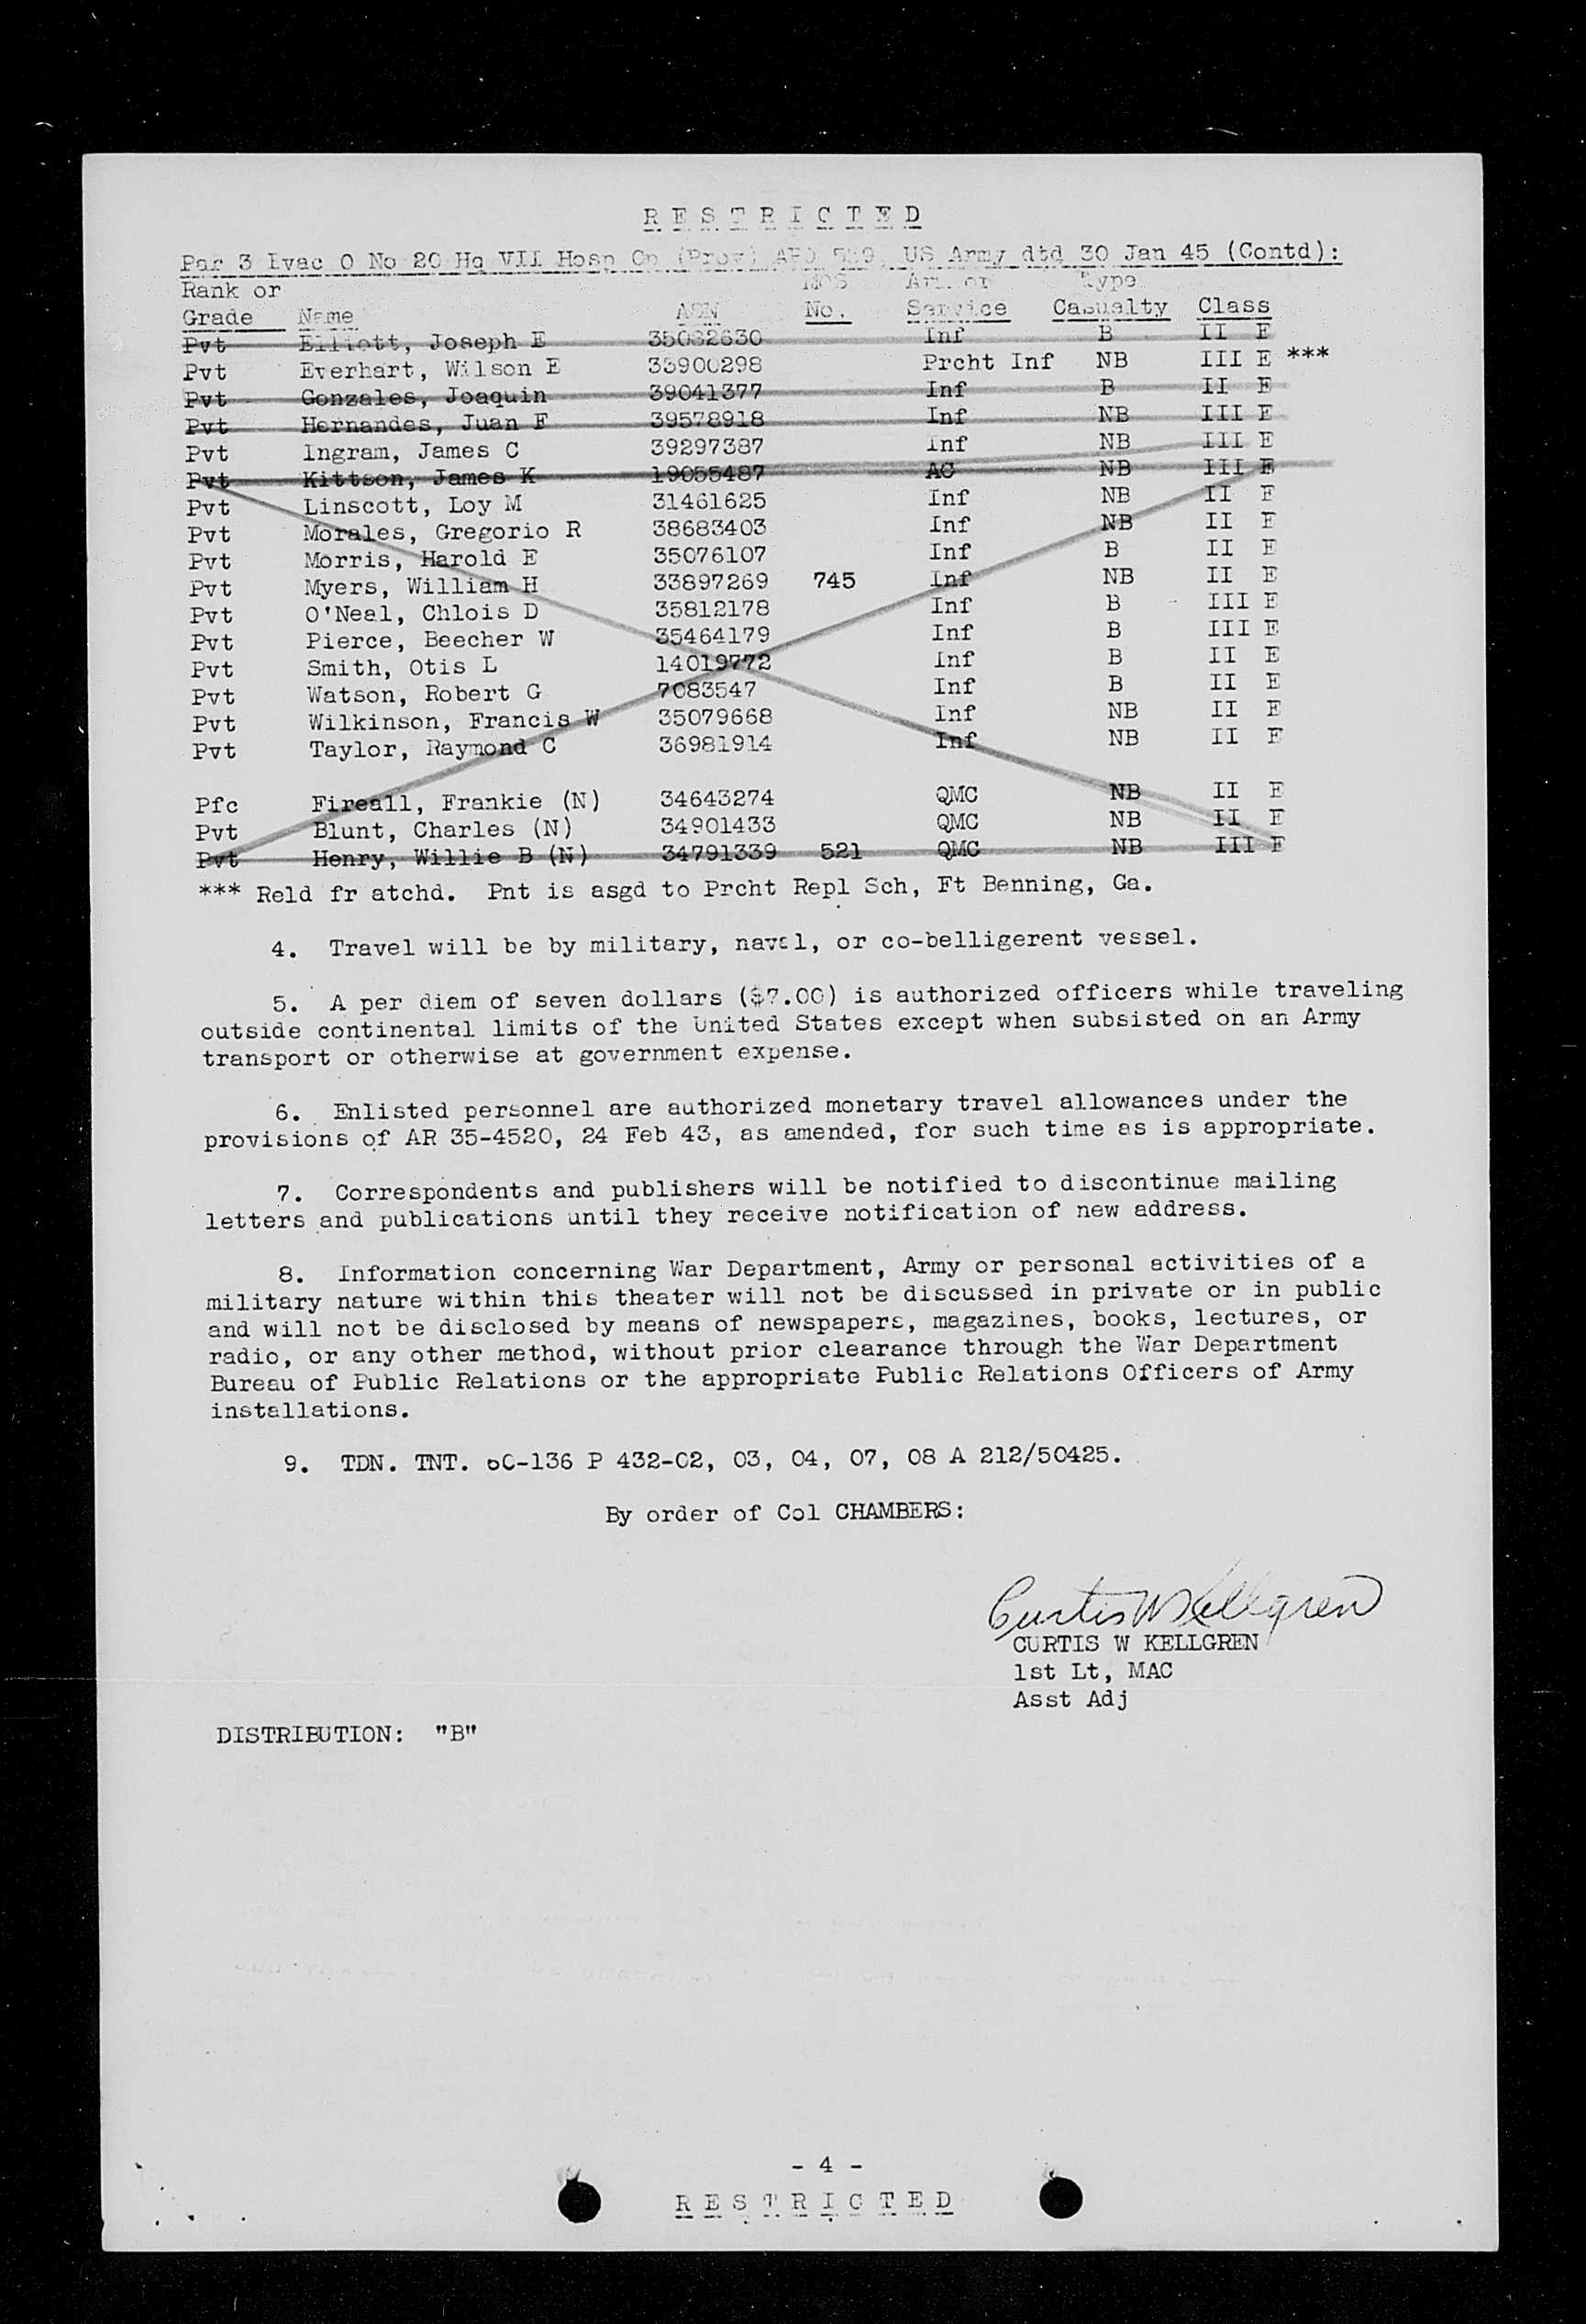 R E S T R I C T E D
Par 3 Evac O No 20 Hq VII Hosp Cp (Prov) APO 519, US Army dtd 30 Jan 45 (Contd):
Rank or MOS Arm or Type
Grade Name ASN No. Service Casualty Class
Pvt Elliott, Joseph E Inf B II E
Pvt Everhart, Wilson E 33900298 Prcht Inf NB III E ***
Pvt Gonzales, Joaquin 39041377 Inf B II E
Pvt Hernandes, Juan F 39578918 Inf NB III E
Pvt Ingram, James C 39297387 Inf NB III E
Pvt Kittson, James K 19055487 AC NB III E
Pvt Linscott, Loy M 31461625 Inf NB II E
Pvt Morales, Gregorio R 38683403 Inf NB II E
Pvt Morris, Harold E 35076107 Inf B II E
Pvt Myers, William H 33897269 745 Inf NB II E
Pvt O'Neal, Chlois D 35812178 Inf B III E
Pvt Pierce, Beecher W 35464179 Inf B III E
Pvt Smith, Otis L 14019772 Inf B II E
Pvt Watson, Robert G 7083547 Inf B II E
Pvt Wilkinson, Francis W 35079668 Inf NB II E
Pvt Taylor, Raymond C 36981914 Inf NB II E
Pfc Fireall, Frankie (N) 34643274 QMC NB II E
Pvt Blunt, Charles (N) 34901433 QMC NB II E
Pvt Henry, Willie B (N) 34791339 521 QMC NB III E
*** Reld fr atchd. Pnt is asgd to Prcht Repl Sch, Ft Benning, Ga.
4. Travel will be by military, naval, or co-belligerent vessel.
5. A per diem of seven dollars ($7.00) is authorized officers while traveling
outside continental limits of the United States except when subsisted on an Army
transport or otherwise at government expense.
6. Enlisted personnel are authorized monetary travel allowances under the
provisions of AR 35-4520, 24 Feb 43, as amended, for such time as is appropriate.
7. Correspondents and publishers will be notified to discontinue mailing
letters and publications until they receive notification of new address.
8. Information concerning War Department, Army or personal activities of a
military nature within this theater will not be discussed in private or in public
and will not be disclosed by means of newspapers, magazines, books, lectures, or
radio, or any other method, without prior clearance through the War Department
Bureau of Public Relations or the appropriate Public Relations Officers of Army
installations.
9. TDN. TNT. 60-136 P 432-02, 03, 04, 07, 08 A 212/50425.
By order of Col CHAMBERS:
Curtis W Kellgren
CURTIS W KELLGREN
1st Lt, MAC
Asst Adj
DISTRIBUTION: "B"
- 4 -
R E S T R I C T E D